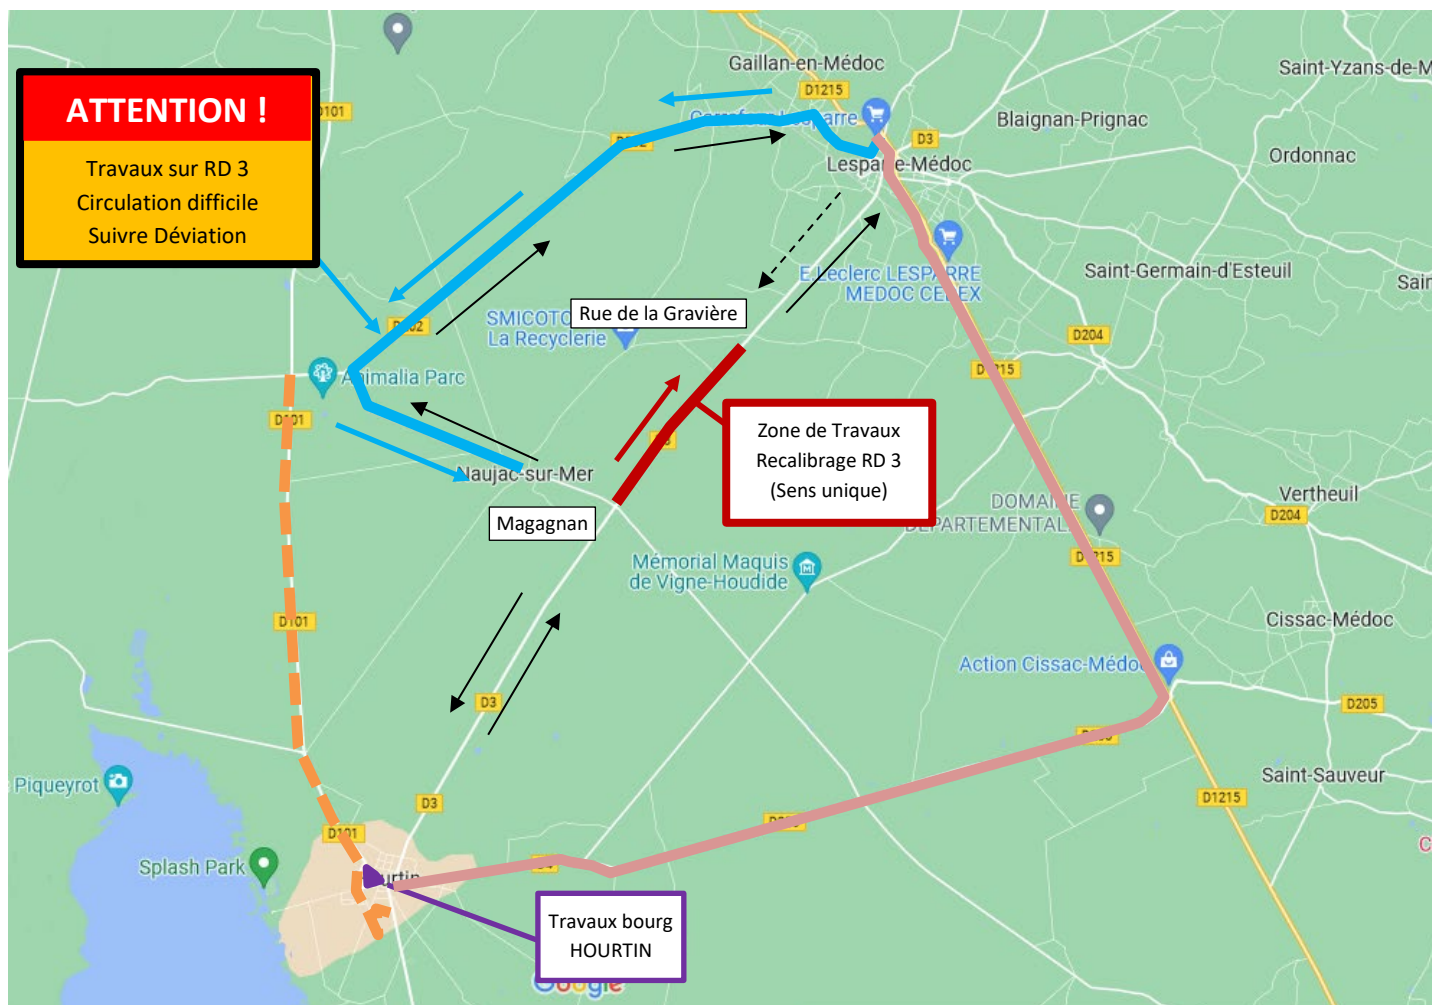 Gaillan-en-Médoc
Saint-Yzans-de-M
ATTENTION !
Travaux sur RD 3
Circulation difficile
Suivre Déviation
D101
D1215
Blaignan-Prignac
D3
Lesparre-Médoc
Ordonnac
E.Leclerc LESPARRE
MEDOC CEDEX
Saint-Germain-d'Esteuil
Sain
Rue de la Gravière
La Recyclerie
D204
Animalia Parc
D101
Zone de Travaux
Recalibrage RD 3
(Sens unique)
Naujac-sur-Mer
Magagnan
DOMAINE
Vertheuil
D204
Mémorial Maquis
de Vigne-Houdide
D101
Cissac-Médoc
Action Cissac-Médoc
D3
D205
Piqueyrot
Saint-Sauveur
D3
D1215
D101
Splash Park
C
Travaux bourg
HOURTIN
Google